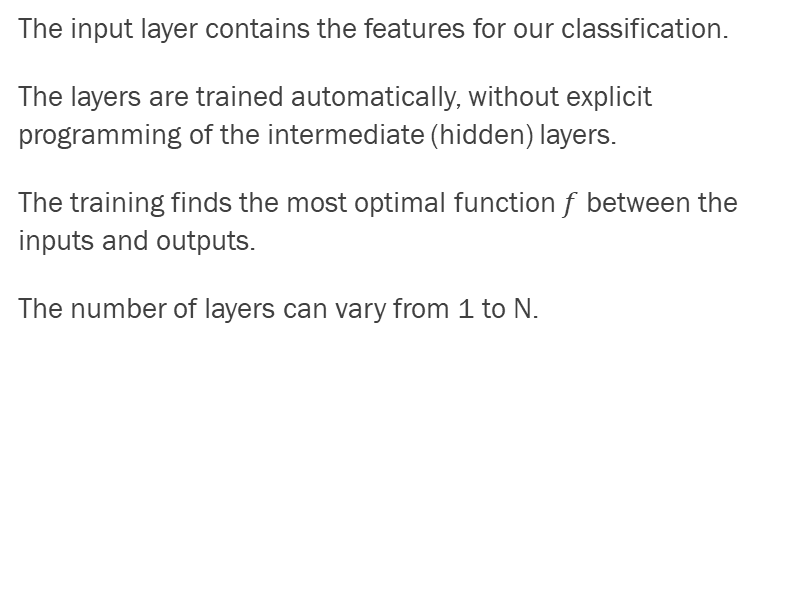 The input layer contains the features for our classification.
The layers are trained automatically, without explicit
programming of the intermediate (hidden) layers.
The training finds the most optimal function f between the
inputs and outputs.
The number of layers can vary from 1 to N.